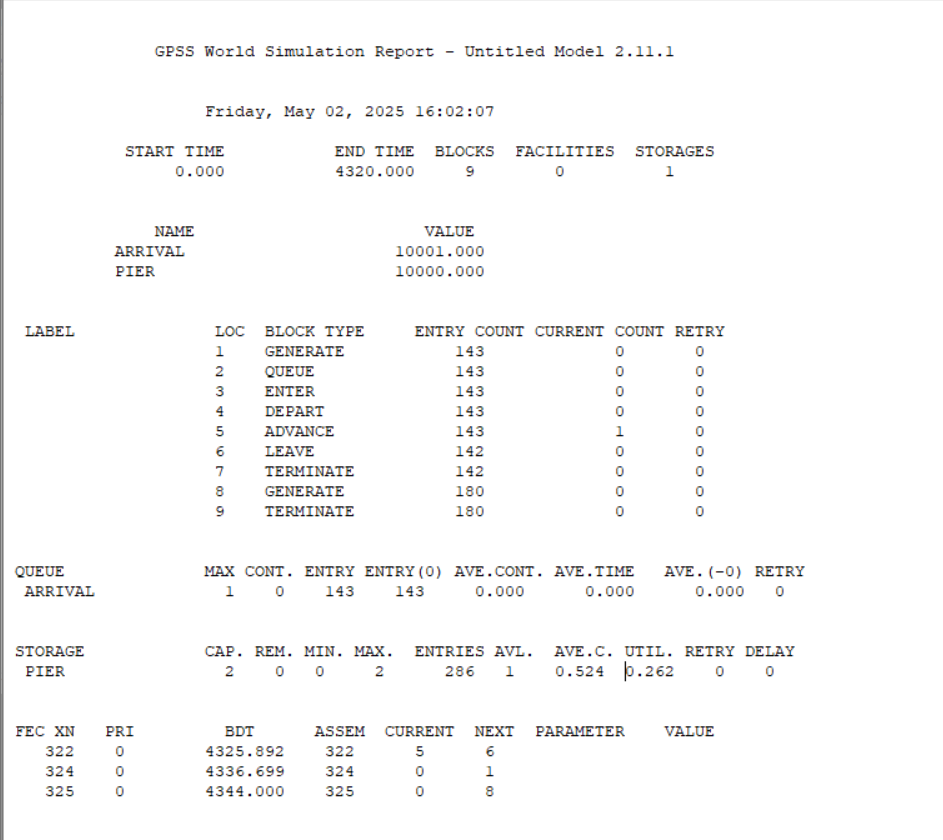 GPSS World Simulation Report - Untitled Model 2.11.1
Friday, May 02, 2025 16:02:07
START TIME END TIME BLOCKS FACILITIES STORAGES
0.000 4320.000 9 0 1
NAME VALUE
ARRIVAL 10001.000
PIER 10000.000
LABEL LOC BLOCK TYPE ENTRY COUNT CURRENT COUNT RETRY
1 GENERATE 143 0 0
2 QUEUE 143 0 0
3 ENTER 143 0 0
4 DEPART 143 0 0
5 ADVANCE 143 1 0
6 LEAVE 142 0 0
7 TERMINATE 142 0 0
8 GENERATE 180 0 0
9 TERMINATE 180 0 0
QUEUE MAX CONT. ENTRY ENTRY(0) AVE.CONT. AVE.TIME AVE.(-0) RETRY
ARRIVAL 1 0 143 143 0.000 0.000 0.000 0
STORAGE CAP. REM. MIN. MAX. ENTRIES AVL. AVE.C. UTIL. RETRY DELAY
PIER 2 0 0 2 286 1 0.524 0.262 0 0
FEC XN PRI BDT ASSEM CURRENT NEXT PARAMETER VALUE
322 0 4325.892 322 5 6
324 0 4336.699 324 0 1
325 0 4344.000 325 0 8